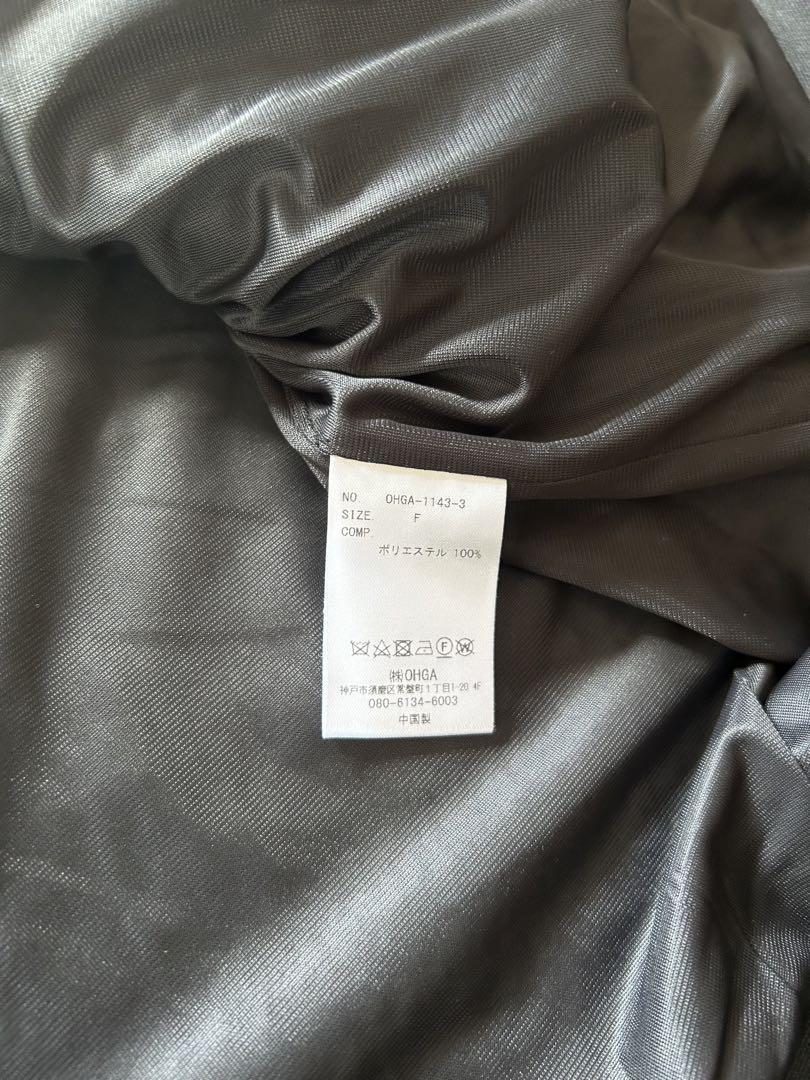 NO. OHGA-1143-3
SIZE. F
COMP.
ポリエステル 100%
F W
㈱OHGA
神戸市須磨区常盤町1丁目1-20 4F
080-6134-6003
中国製